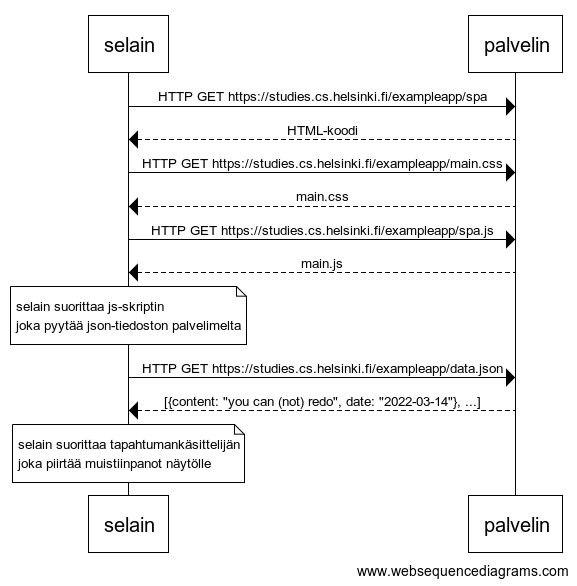 selain
palvelin
HTTP GET https://studies.cs.helsinki.fi/exampleapp/spa
HTML-koodi
HTTP GET https://studies.cs.helsinki.fi/exampleapp/main.css
main.css
HTTP GET https://studies.cs.helsinki.fi/exampleapp/spa.js
main.js
selain suorittaa js-skriptin
joka pyytää json-tiedoston palvelimelta
HTTP GET https://studies.cs.helsinki.fi/exampleapp/data.json
[{content: "you can (not) redo", date: "2022-03-14"}, ...]
selain suorittaa tapahtumankäsittelijän
joka piirtää muistiinpanot näytölle
selain
palvelin
www.websequencediagrams.com